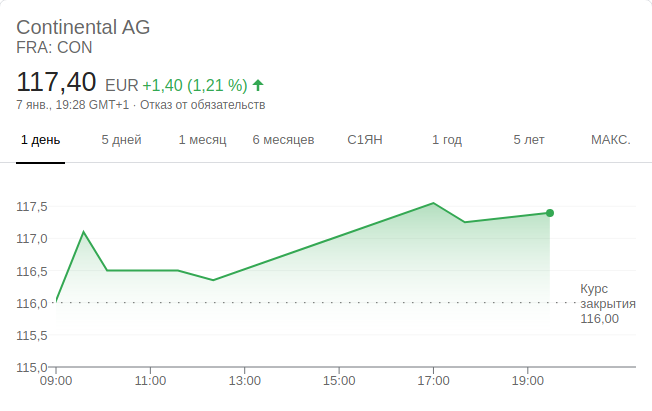 Continental AG
FRA: CON
117,40 EUR +1,40 (1,21 %)
7 янв., 19:28 GMT+1 · Отказ от обязательств
1 день 5 дней 1 месяц 6 месяцев С1ЯН 1 год 5 лет МАКС.
117,5
117,0
116,5
116,0
115,5
115,0
Курс
закрытия
116,00
09:00 11:00 13:00 15:00 17:00 19:00